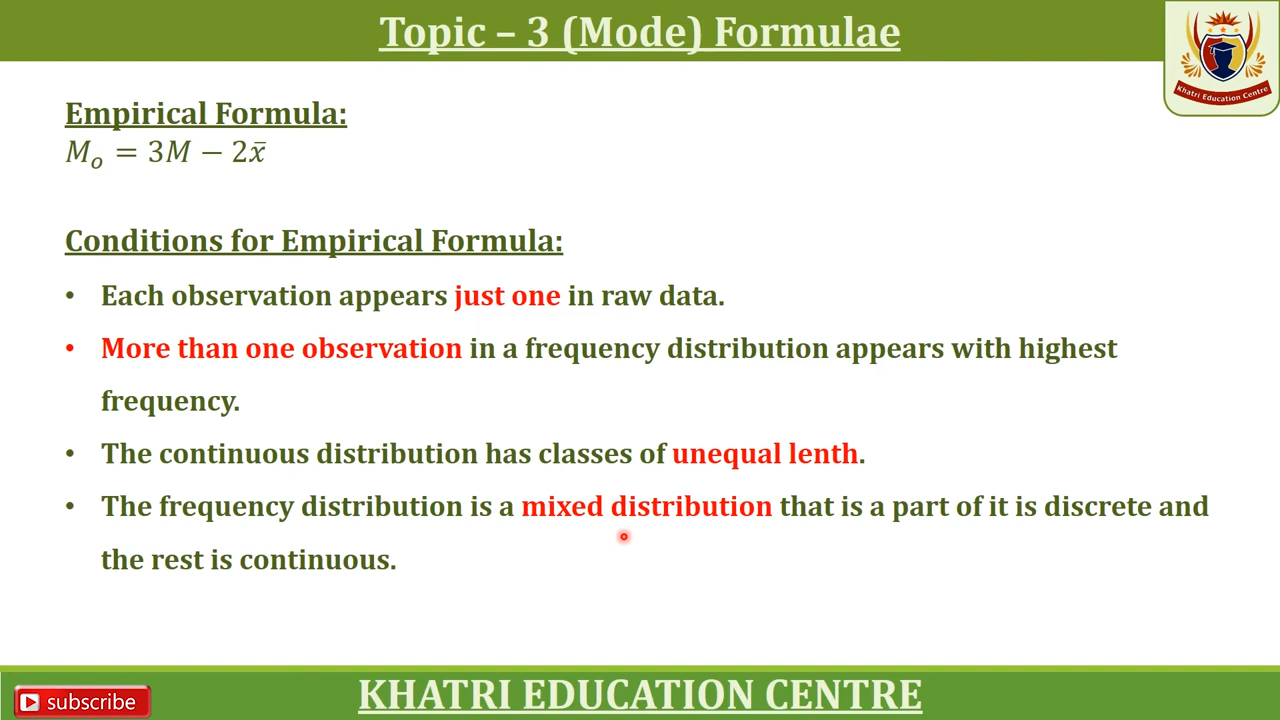 Topic – 3 (Mode) Formulae
Khatri Education Centre
Empirical Formula:
Mₒ = 3M − 2x̄
Conditions for Empirical Formula:
• Each observation appears just one in raw data.
• More than one observation in a frequency distribution appears with highest
frequency.
• The continuous distribution has classes of unequal lenth.
• The frequency distribution is a mixed distribution that is a part of it is discrete and
the rest is continuous.
subscribe
KHATRI EDUCATION CENTRE